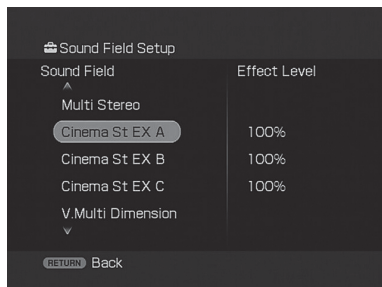 Sound Field Setup
Sound Field Effect Level
Multi Stereo
Cinema St EX A 100%
Cinema St EX B 100%
Cinema St EX C 100%
V.Multi Dimension
RETURN Back